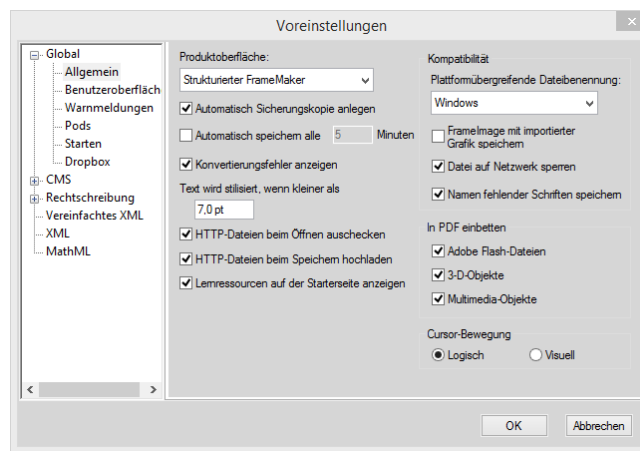 Voreinstellungen
Global
Allgemein
Benutzeroberfläch
Warnmeldungen
Pods
Starten
Dropbox
CMS
Rechtschreibung
Vereinfachtes XML
XML
MathML
Produktoberfläche:
Strukturierter FrameMaker
Automatisch Sicherungskopie anlegen
Automatisch speichern alle 5 Minuten
Konvertierungsfehler anzeigen
Text wird stilisiert, wenn kleiner als
7,0 pt
HTTP-Dateien beim Öffnen auschecken
HTTP-Dateien beim Speichern hochladen
Lernressourcen auf der Starterseite anzeigen
Kompatibilität
Plattformübergreifende Dateibenennung:
Windows
FrameImage mit importierter
Grafik speichern
Datei auf Netzwerk sperren
Namen fehlender Schriften speichern
In PDF einbetten
Adobe Flash-Dateien
3-D-Objekte
Multimedia-Objekte
Cursor-Bewegung
Logisch Visuell
OK Abbrechen